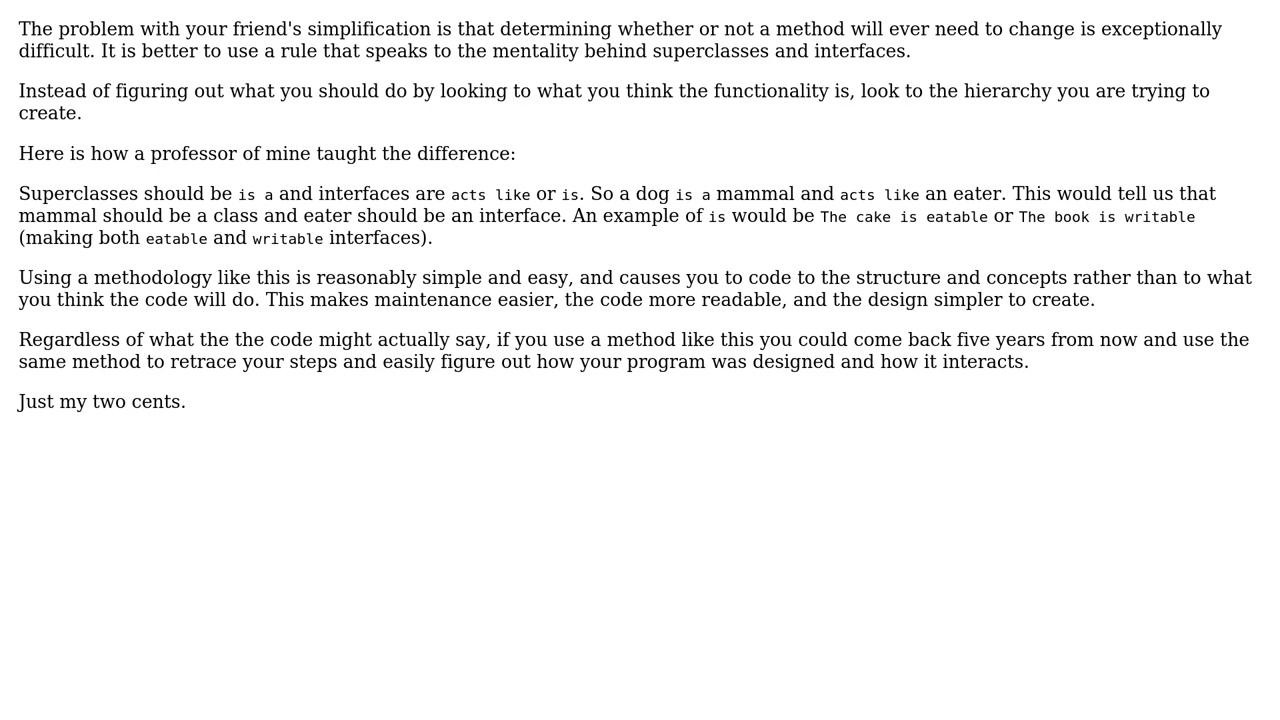 The problem with your friend's simplification is that determining whether or not a method will ever need to change is exceptionally
difficult. It is better to use a rule that speaks to the mentality behind superclasses and interfaces.
Instead of figuring out what you should do by looking to what you think the functionality is, look to the hierarchy you are trying to
create.
Here is how a professor of mine taught the difference:
Superclasses should be is a and interfaces are acts like or is. So a dog is a mammal and acts like an eater. This would tell us that
mammal should be a class and eater should be an interface. An example of is would be The cake is eatable or The book is writable
(making both eatable and writable interfaces).
Using a methodology like this is reasonably simple and easy, and causes you to code to the structure and concepts rather than to what
you think the code will do. This makes maintenance easier, the code more readable, and the design simpler to create.
Regardless of what the the code might actually say, if you use a method like this you could come back five years from now and use the
same method to retrace your steps and easily figure out how your program was designed and how it interacts.
Just my two cents.